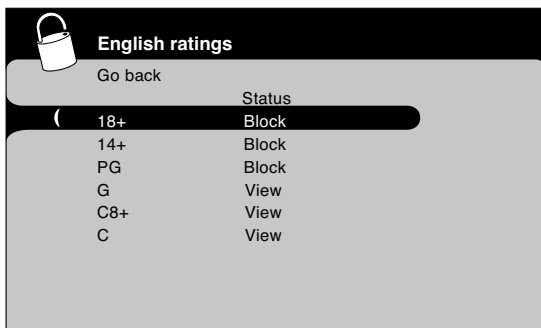 English ratings
Go back
Status
18+ Block
14+ Block
PG Block
G View
C8+ View
C View